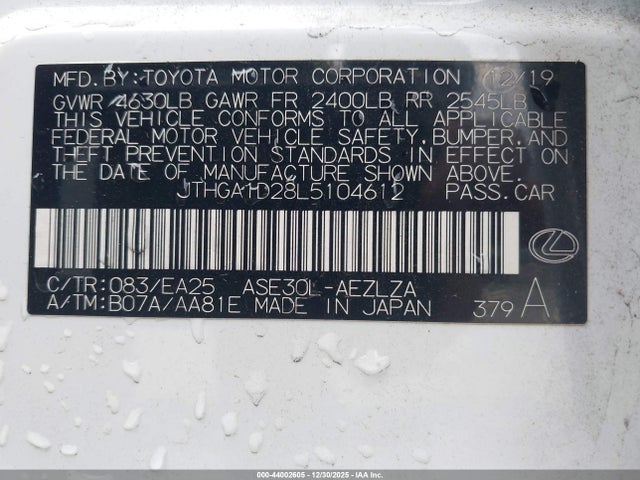 MFD. BY: TOYOTA MOTOR CORPORATION 12/19
GVWR 4630LB GAWR FR 2400LB RR 2545LB
THIS VEHICLE CONFORMS TO ALL APPLICABLE
FEDERAL MOTOR VEHICLE SAFETY, BUMPER, AND
THEFT PREVENTION STANDARDS IN EFFECT ON
THE DATE OF MANUFACTURE SHOWN ABOVE.
JTHGA1D28L5104612 PASS. CAR
C/TR: 083/EA25 ASE30L-AEZLZA
A/TM: B07A/AA81E MADE IN JAPAN 379 A
000-44002605 - 12/30/2025 - IAAI.COM